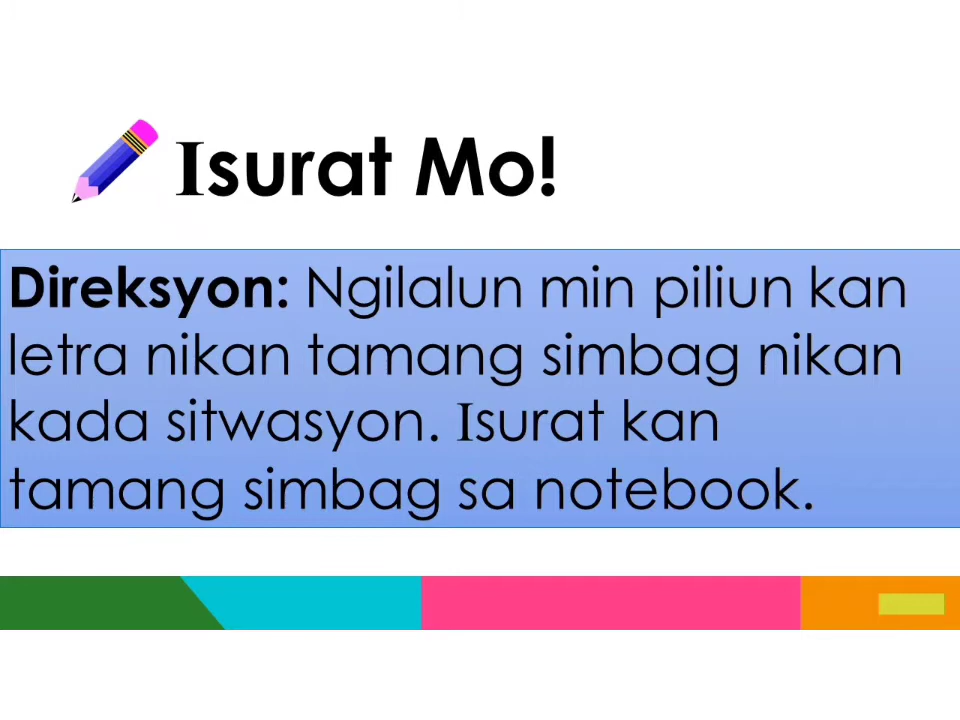 Isurat Mo!
Direksyon: Ngilalun min piliun kan
letra nikan tamang simbag nikan
kada sitwasyon. Isurat kan
tamang simbag sa notebook.